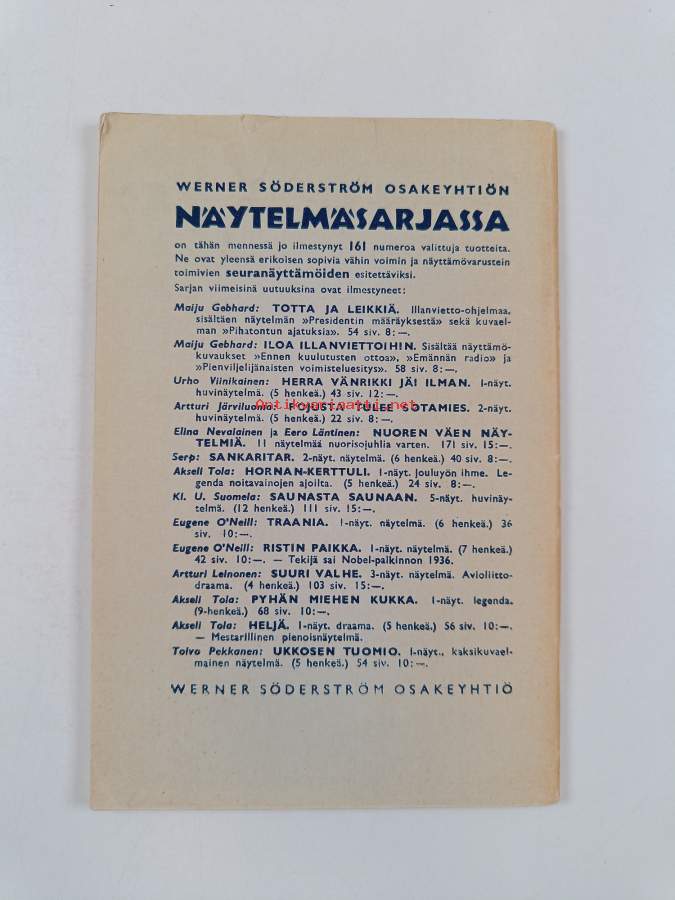 WERNER SÖDERSTRÖM OSAKEYHTIÖN
NÄYTELMÄSARJASSA
on tähän mennessä jo ilmestynyt 161 numeroa valittuja tuotteita.
Ne ovat yleensä erikoisen sopivia vähin voimin ja näyttämövarustein
toimivien seuranäyttämöiden esitettäviksi.
Sarjan viimeisinä uutuuksina ovat ilmestyneet:
Maiju Gebhard: TOTTA JA LEIKKIÄ. Illanvietto-ohjelmaa,
sisältäen näytelmän »Presidentin määräyksestä» sekä kuvael-
man »Pihatontun ajatuksia». 54 siv. 8:—.
Maiju Gebhard: ILOA ILLANVIETTOIHIN. Sisältää näyttämö-
kuvaukset »Ennen kuulutusten ottoa», »Emännän radio» ja
»Pienviljelijänaisten voimisteluesitys». 58 siv. 8:—.
Urho Viinikainen: HERRA VÄNRIKKI JÄI ILMAN. 1-näyt.
huvinäytelmä. (5 henkeä.) 43 siv. 12:—.
Artturi Järviluoma: POJUSTA TULEE SOTAMIES. 2-näyt.
Antikvariaatti.net
huvinäytelmä. (5 henkeä.) 22 siv. 8:—.
Elina Nevalainen ja Eero Läntinen: NUOREN VÄEN NÄY-
TELMIÄ. 11 näytelmää nuorisojuhlia varten. 171 siv. 15:—.
Serp: SANKARITAR. 2-näyt. näytelmä. (6 henkeä.) 40 siv. 8:—.
Akseli Tola: HORNAN-KERTTULI. 1-näyt. jouluyön ihme. Le-
genda noitavainojen ajoilta. (5 henkeä.) 24 siv. 8:—.
Kl. U. Suomela: SAUNASTA SAUNAAN. 5-näyt. huvinäy-
telmä. (12 henkeä.) 111 siv. 15:—.
Eugene O'Neill: TRAANIA. 1-näyt. näytelmä. (6 henkeä.) 36
siv. 10:—.
Eugene O'Neill: RISTIN PAIKKA. 1-näyt. näytelmä. (7 henkeä.)
42 siv. 10:—. — Tekijä sai Nobel-palkinnon 1936.
Artturi Leinonen: SUURI VALHE. 3-näyt. näytelmä. Avioliitto-
draama. (4 henkeä.) 103 siv. 15:—.
Akseli Tola: PYHÄN MIEHEN KUKKA. 1-näyt. legenda.
(9-henkeä.) 68 siv. 10:—.
Akseli Tola: HELJÄ. 1-näyt. draama. (5 henkeä.) 56 siv. 10:—.
— Mestarillinen pienoisnäytelmä.
Toivo Pekkanen: UKKOSEN TUOMIO. 1-näyt., kaksikuvael-
mainen näytelmä. (5 henkeä.) 54 siv. 10:—.
WERNER SÖDERSTRÖM OSAKEYHTIÖ